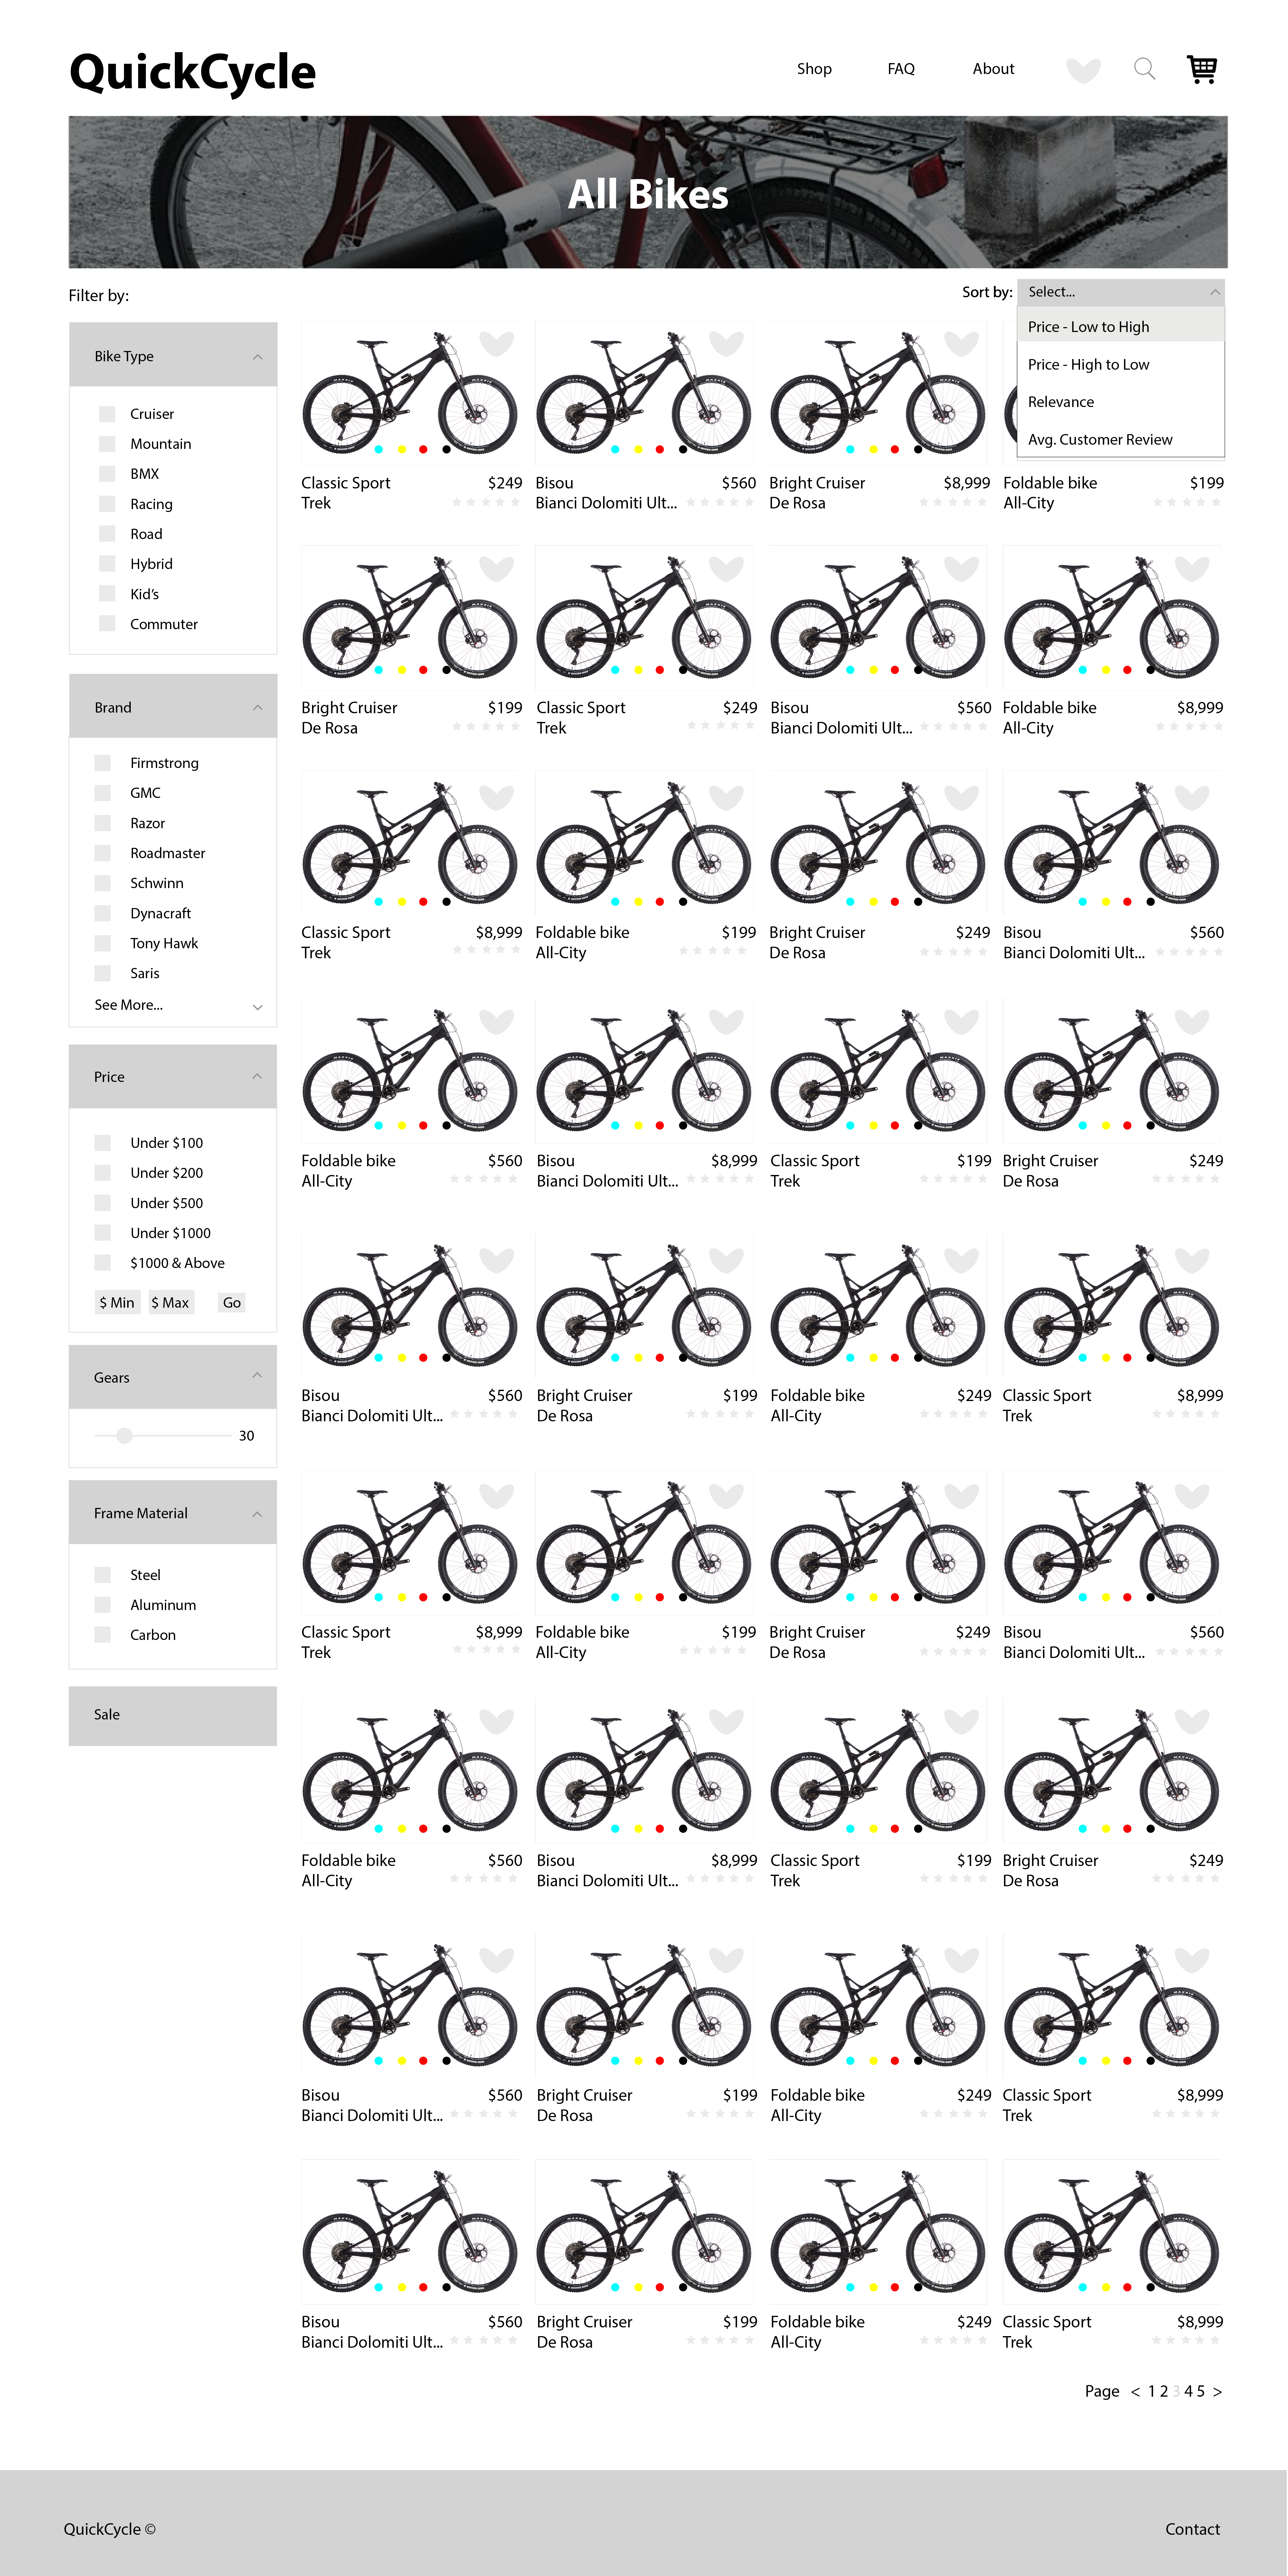 QuickCycle
Shop FAQ About
All Bikes
Filter by:
Sort by: Select...
Price - Low to High
Price - High to Low
Relevance
Avg. Customer Review
Bike Type
Cruiser
Mountain
BMX
Racing
Road
Hybrid
Kid's
Commuter
Brand
Firmstrong
GMC
Razor
Roadmaster
Schwinn
Dynacraft
Tony Hawk
Saris
See More...
Price
Under $100
Under $200
Under $500
Under $1000
$1000 & Above
$ Min $ Max Go
Gears
30
Frame Material
Steel
Aluminum
Carbon
Sale
Classic Sport $249 Bisou $560 Bright Cruiser $8,999 Foldable bike $199
Trek Bianci Dolomiti Ult... De Rosa All-City
Bright Cruiser $199 Classic Sport $249 Bisou $560 Foldable bike $8,999
De Rosa Trek Bianci Dolomiti Ult... All-City
Classic Sport $8,999 Foldable bike $199 Bright Cruiser $249 Bisou $560
Trek All-City De Rosa Bianci Dolomiti Ult...
Foldable bike $560 Bisou $8,999 Classic Sport $199 Bright Cruiser $249
All-City Bianci Dolomiti Ult... Trek De Rosa
Bisou $560 Bright Cruiser $199 Foldable bike $249 Classic Sport $8,999
Bianci Dolomiti Ult... De Rosa All-City Trek
Classic Sport $8,999 Foldable bike $199 Bright Cruiser $249 Bisou $560
Trek All-City De Rosa Bianci Dolomiti Ult...
Foldable bike $560 Bisou $8,999 Classic Sport $199 Bright Cruiser $249
All-City Bianci Dolomiti Ult... Trek De Rosa
Bisou $560 Bright Cruiser $199 Foldable bike $249 Classic Sport $8,999
Bianci Dolomiti Ult... De Rosa All-City Trek
Bisou $560 Bright Cruiser $199 Foldable bike $249 Classic Sport $8,999
Bianci Dolomiti Ult... De Rosa All-City Trek
Page < 1 2 3 4 5 >
QuickCycle © Contact